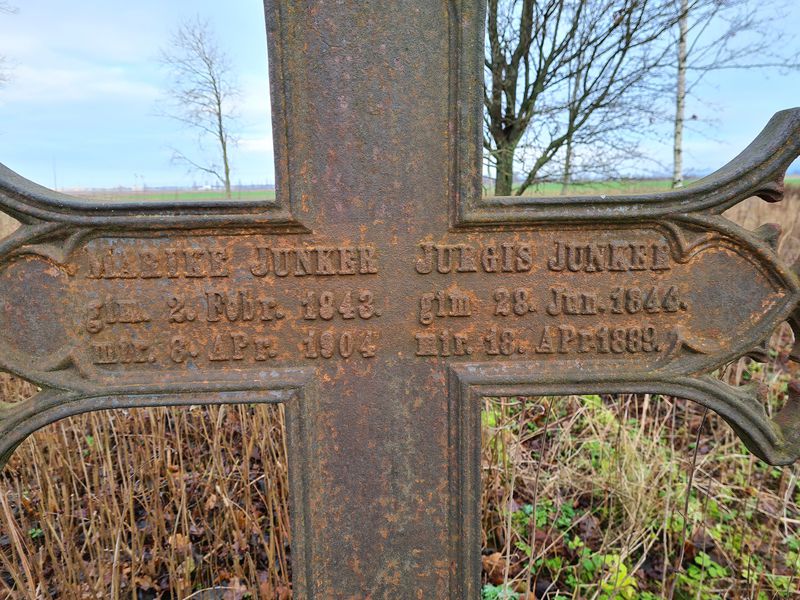 MARIKE JUNKER
gim. 2. Febr. 1843.
mir. 8. Apr. 1904
JURGIS JUNKER
gim 28. Jun. 1844.
mir. 18. Apr. 1889.